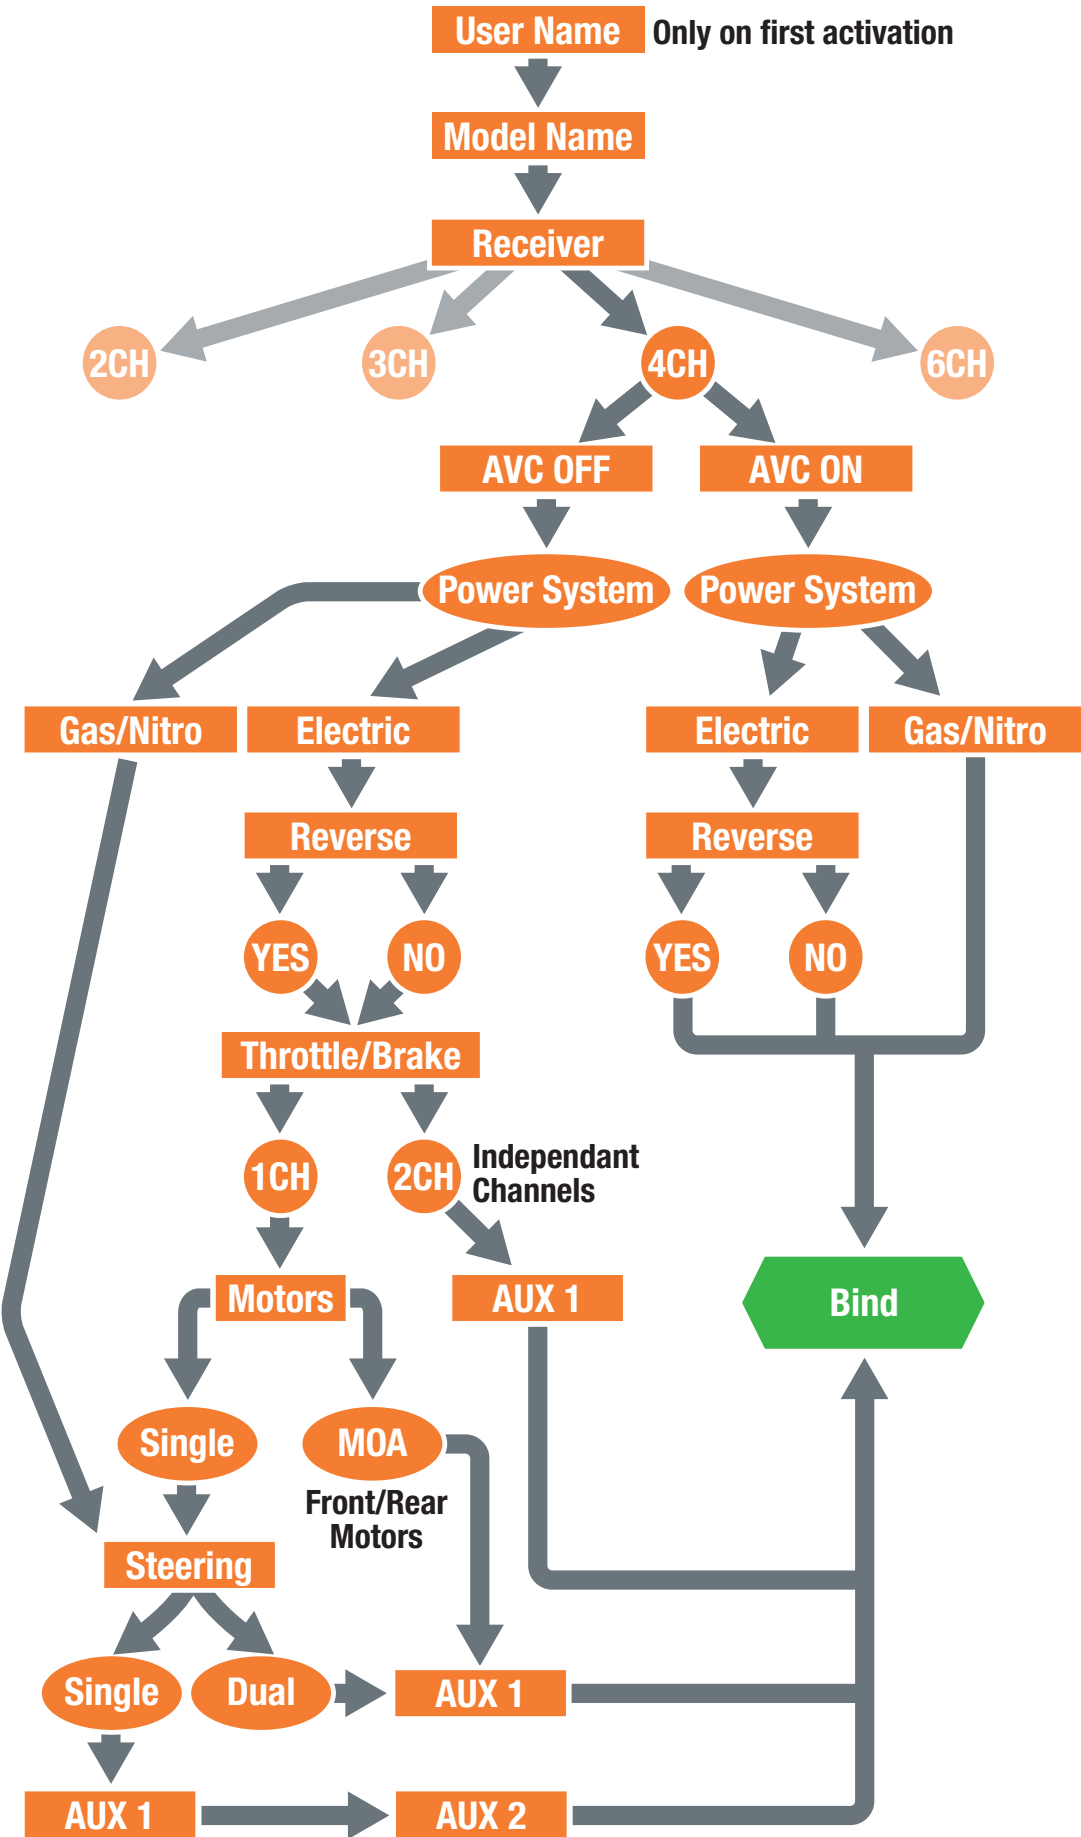 User Name
Only on first activation
Model Name
Receiver
2CH
3CH
4CH
6CH
AVC OFF
AVC ON
Power System
Power System
Gas/Nitro
Electric
Electric
Gas/Nitro
Reverse
Reverse
YES
NO
YES
NO
Throttle/Brake
1CH
2CH
Independant
Channels
Motors
AUX 1
Bind
Single
MOA
Front/Rear
Motors
Steering
Single
Dual
AUX 1
AUX 1
AUX 2